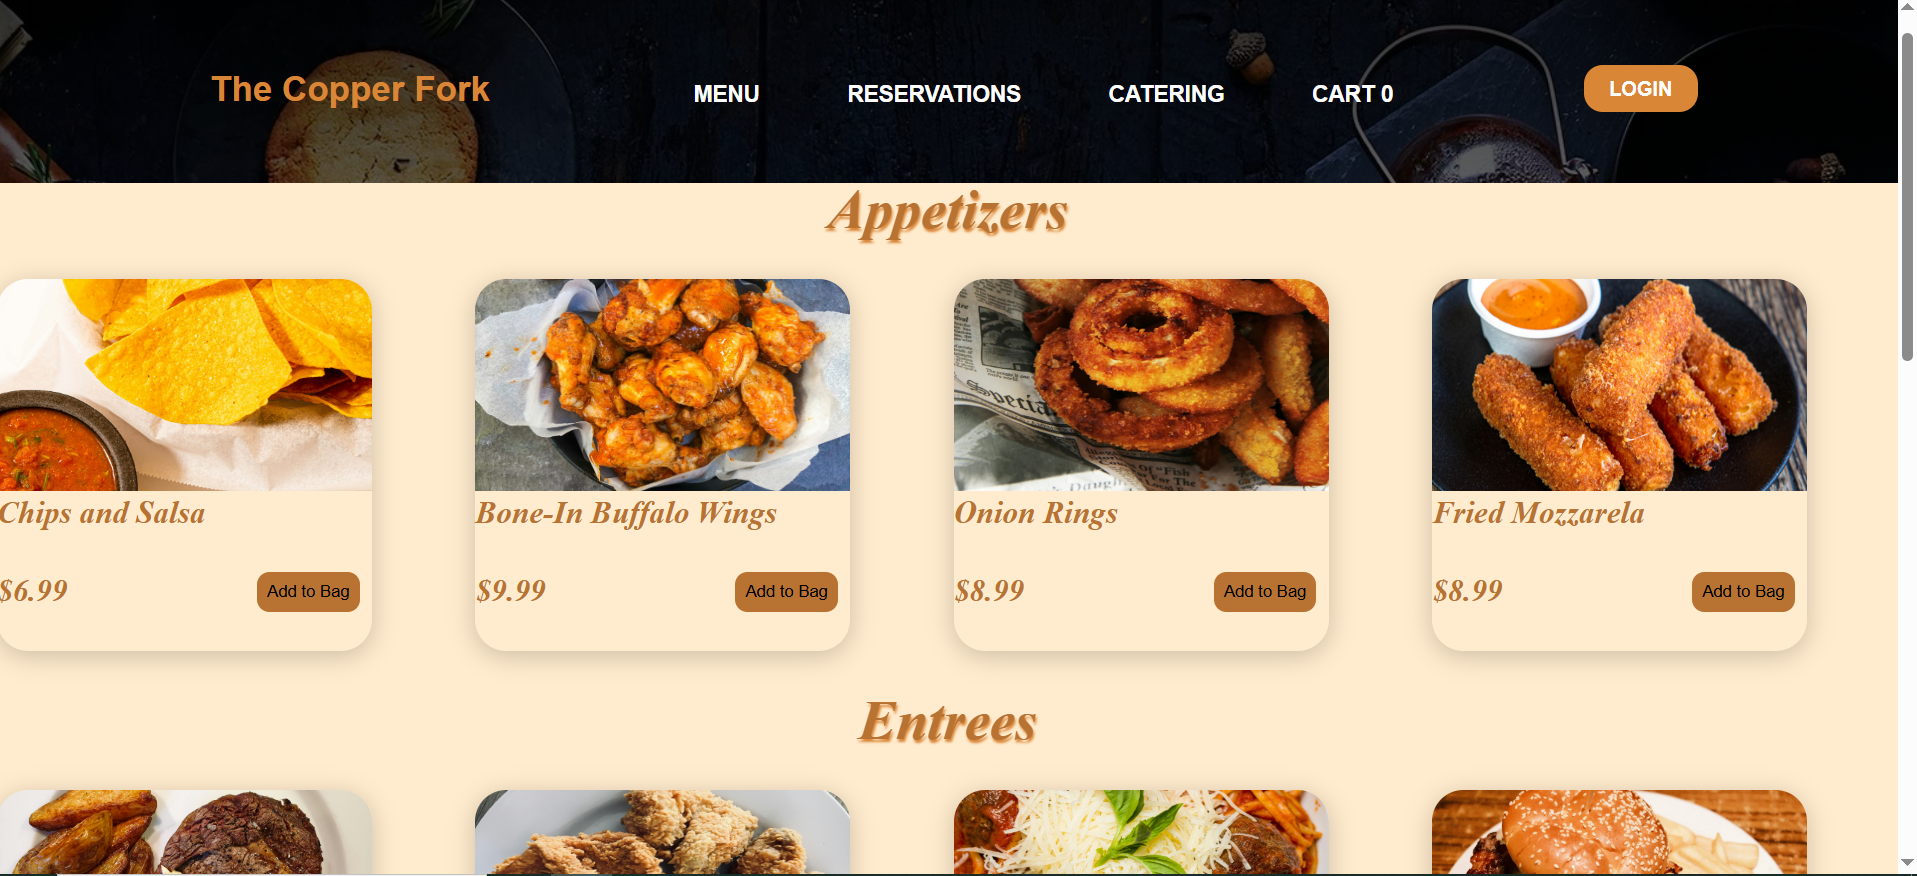 The Copper Fork
MENU
RESERVATIONS
CATERING
CART 0
LOGIN
Appetizers
Chips and Salsa
Bone-In Buffalo Wings
Onion Rings
Fried Mozzarela
$6.99
Add to Bag
$9.99
Add to Bag
$8.99
Add to Bag
$8.99
Add to Bag
Entrees